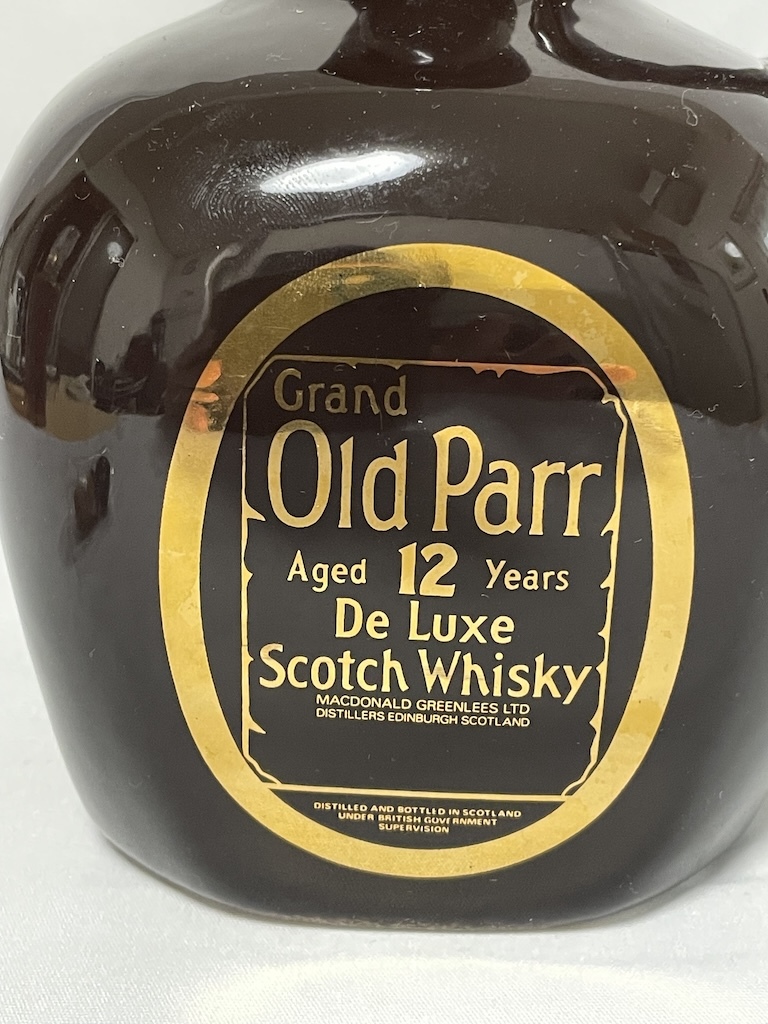 Grand
Old Parr
Aged 12 Years
De Luxe
Scotch Whisky
MACDONALD GREENLEES LTD
DISTILLERS EDINBURGH SCOTLAND
DISTILLED AND BOTTLED IN SCOTLAND
UNDER BRITISH GOVERNMENT
SUPERVISION